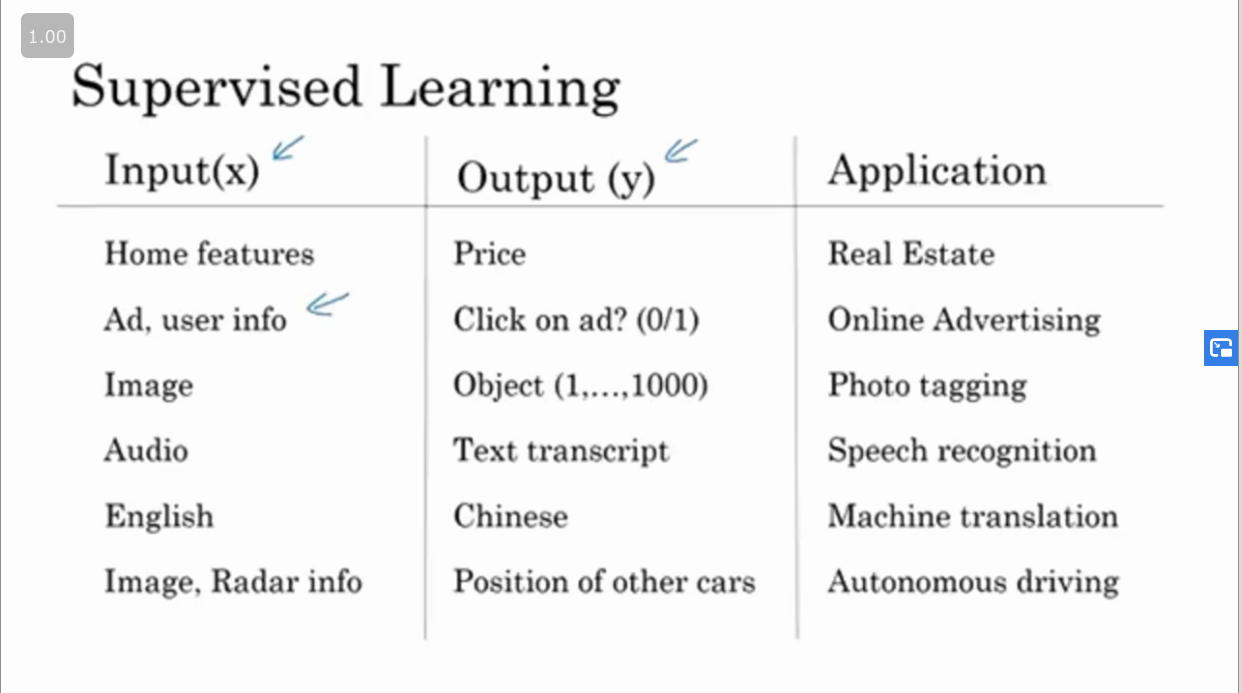 1.00
Supervised Learning
Input(x) Output (y) Application
Home features Price Real Estate
Ad, user info Click on ad? (0/1) Online Advertising
Image Object (1,...,1000) Photo tagging
Audio Text transcript Speech recognition
English Chinese Machine translation
Image, Radar info Position of other cars Autonomous driving